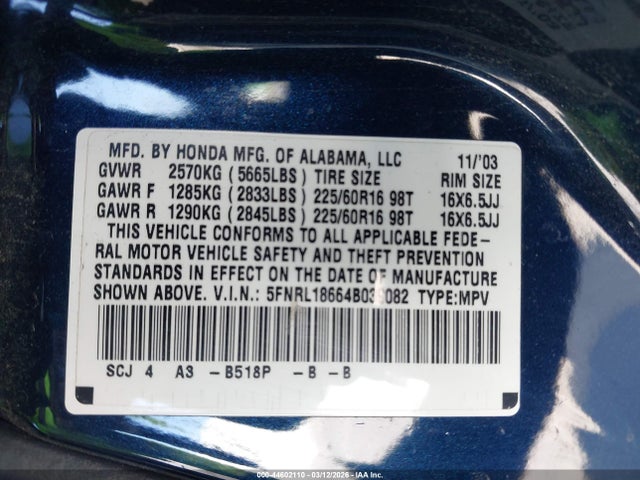 MFD. BY HONDA MFG. OF ALABAMA, LLC 11/'03
GVWR 2570KG (5665LBS) TIRE SIZE RIM SIZE
GAWR F 1285KG (2833LBS) 225/60R16 98T 16X6.5JJ
GAWR R 1290KG (2845LBS) 225/60R16 98T 16X6.5JJ
THIS VEHICLE CONFORMS TO ALL APPLICABLE FEDE-
RAL MOTOR VEHICLE SAFETY AND THEFT PREVENTION
STANDARDS IN EFFECT ON THE DATE OF MANUFACTURE
SHOWN ABOVE. V.I.N.: TYPE:MPV
SCJ 4 A3 -B518P -B -B
000-44602110 - 03/12/2026 - IAA Inc.